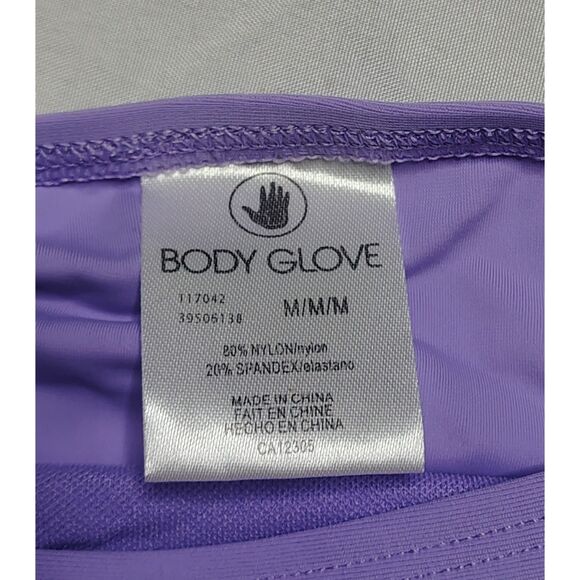 BODY GLOVE
117042
39506138 M/M/M
80% NYLON/nylon
20% SPANDEX/elastano
MADE IN CHINA
FAIT EN CHINE
HECHO EN CHINA
CA12305